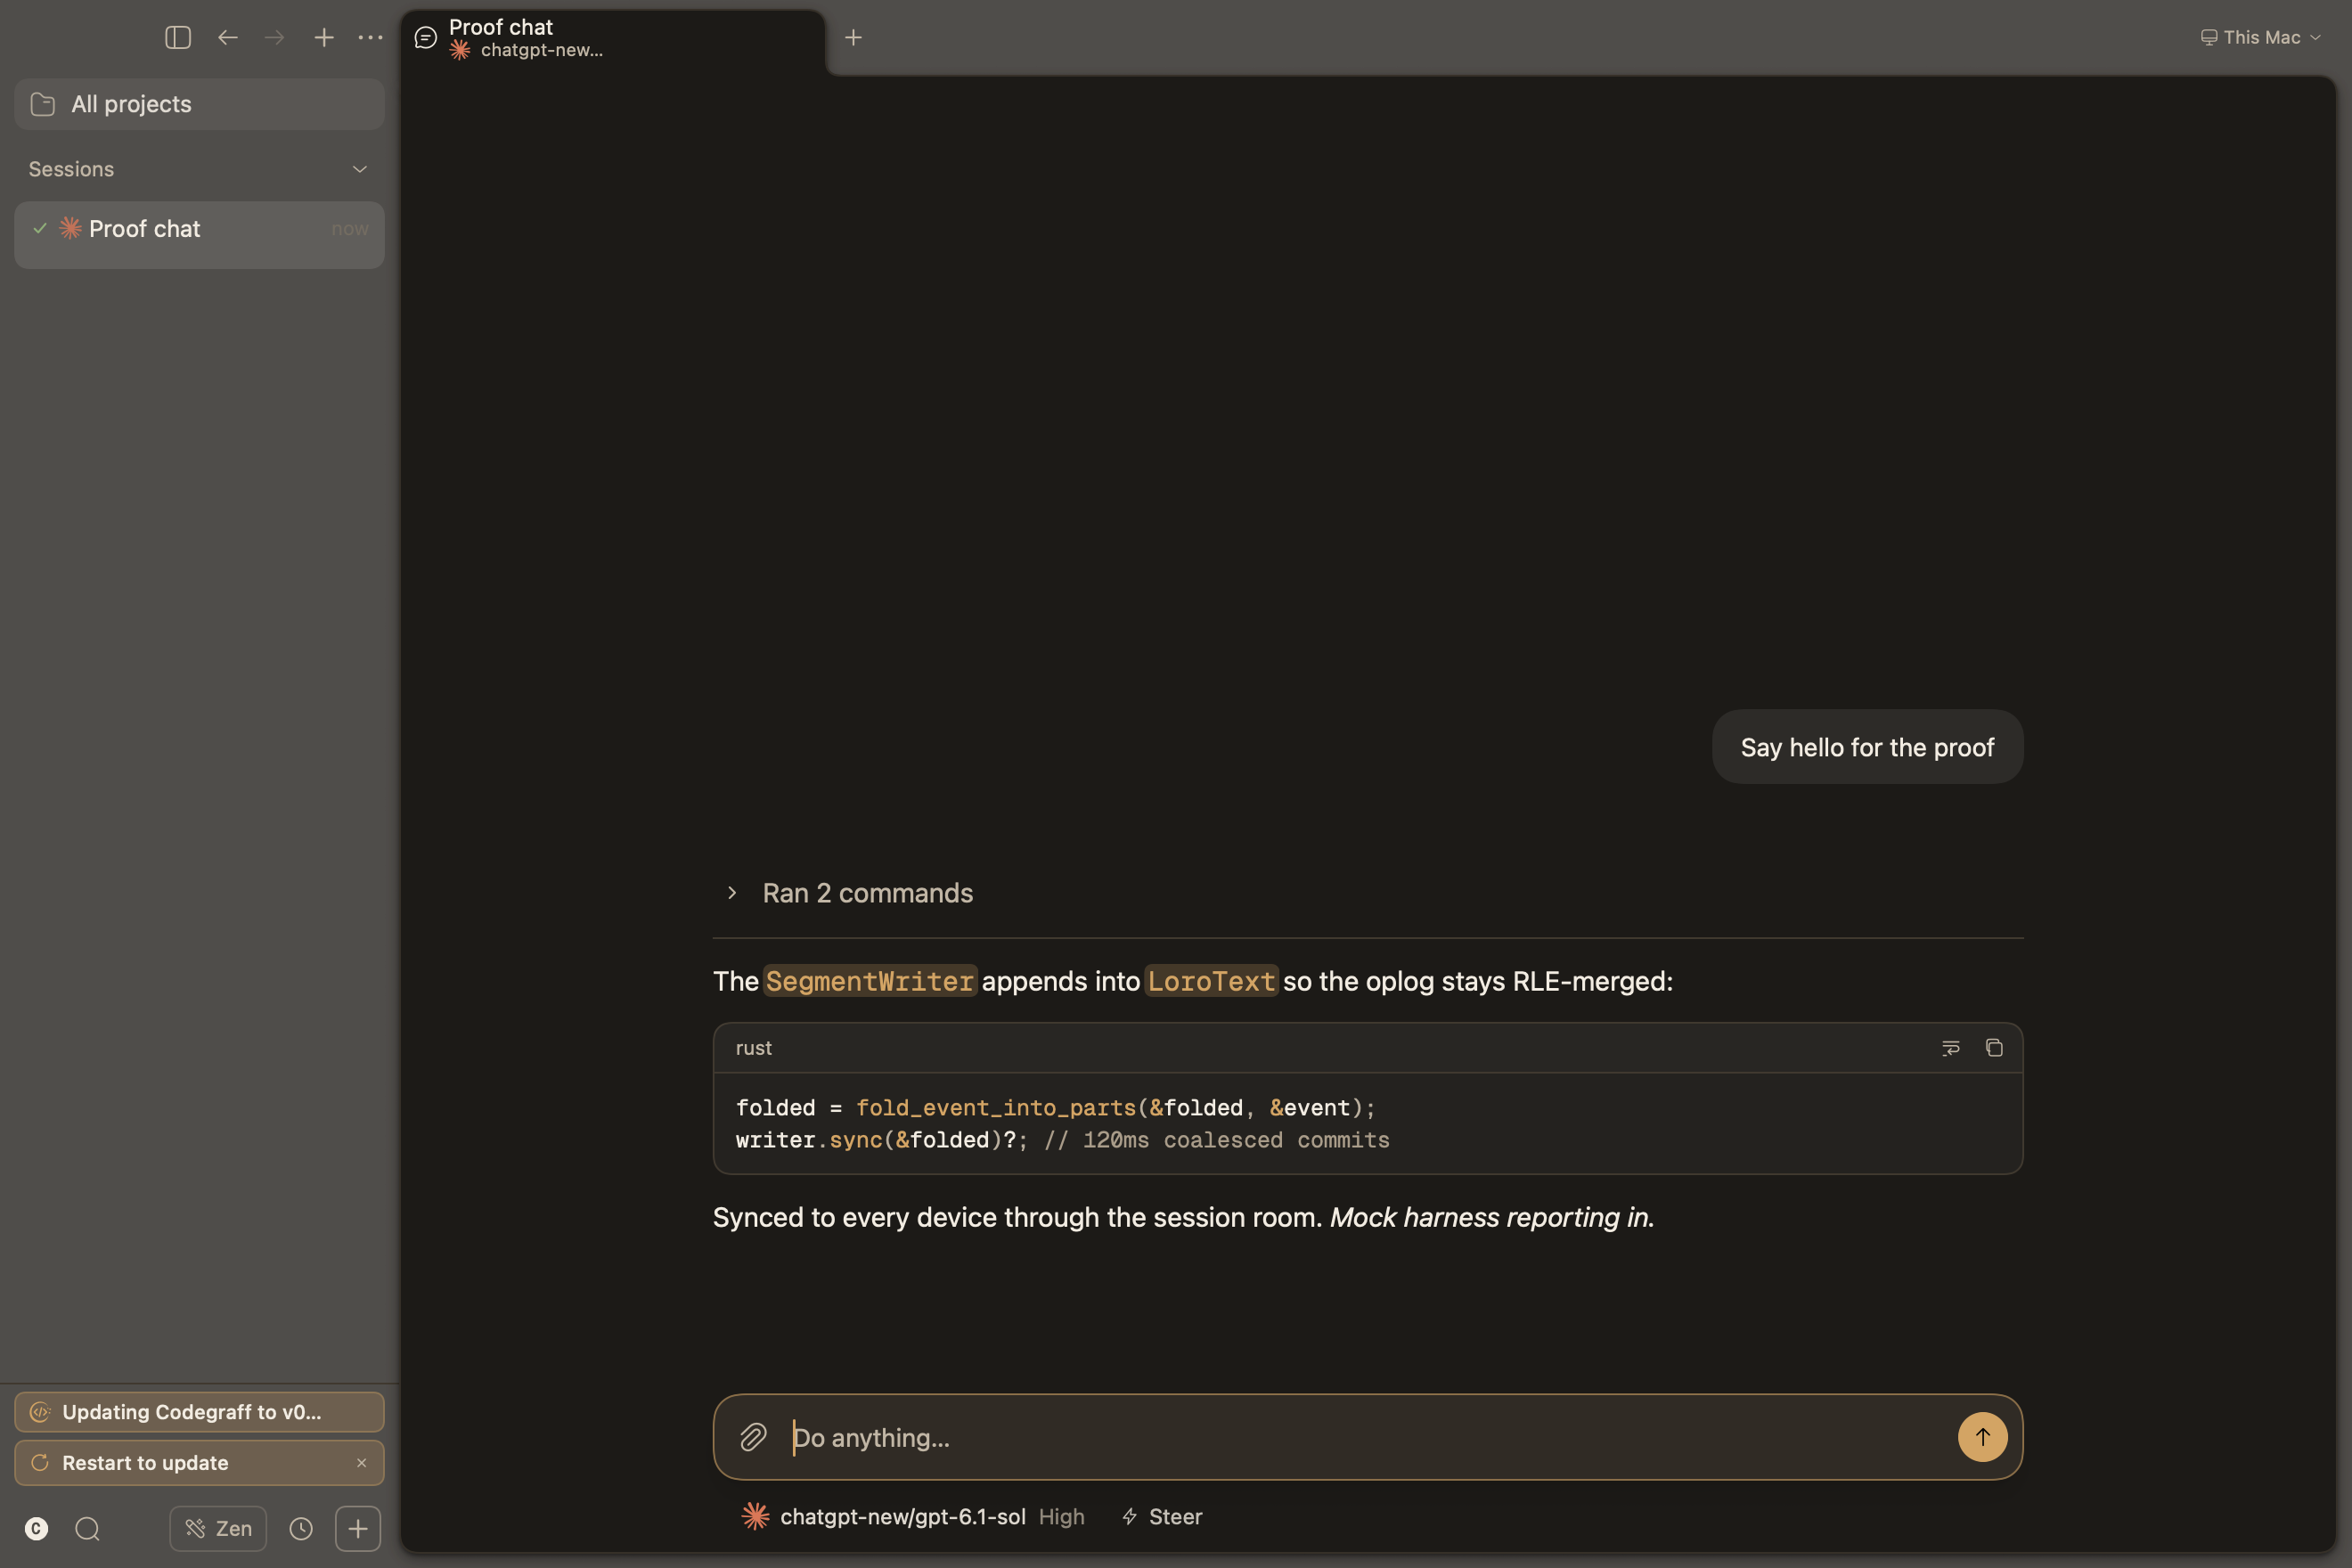 Proof chat
chatgpt-new...
This Mac
All projects
Sessions
Proof chat now
Say hello for the proof
Ran 2 commands
The SegmentWriter appends into LoroText so the oplog stays RLE-merged:
rust
folded = fold_event_into_parts(&folded, &event);
writer.sync(&folded)?; // 120ms coalesced commits
Synced to every device through the session room. Mock harness reporting in.
Updating Codegraff to v0...
Restart to update
C
Zen
Do anything...
chatgpt-new/gpt-6.1-sol High Steer